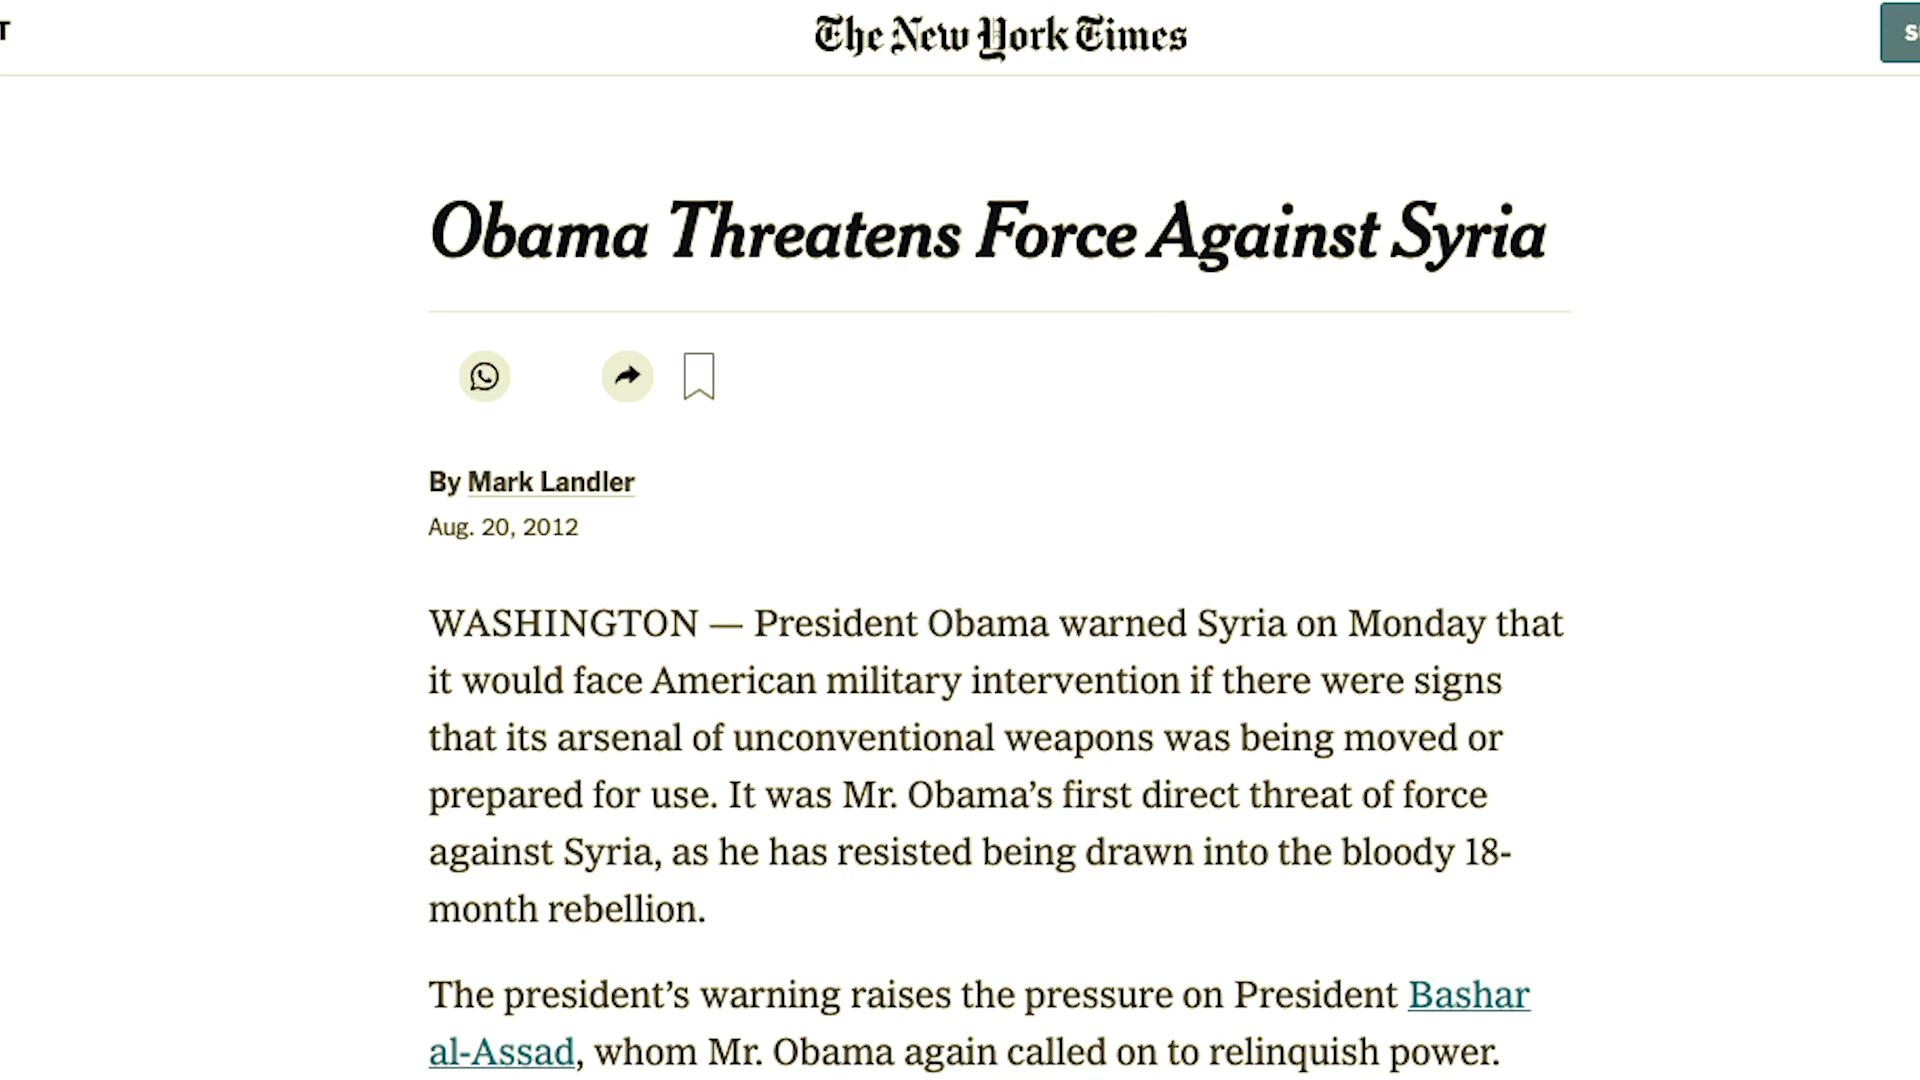 T
The New York Times
S
Obama Threatens Force Against Syria
By Mark Landler
Aug. 20, 2012
WASHINGTON — President Obama warned Syria on Monday that
it would face American military intervention if there were signs
that its arsenal of unconventional weapons was being moved or
prepared for use. It was Mr. Obama’s first direct threat of force
against Syria, as he has resisted being drawn into the bloody 18-
month rebellion.
The president’s warning raises the pressure on President Bashar
al-Assad, whom Mr. Obama again called on to relinquish power.